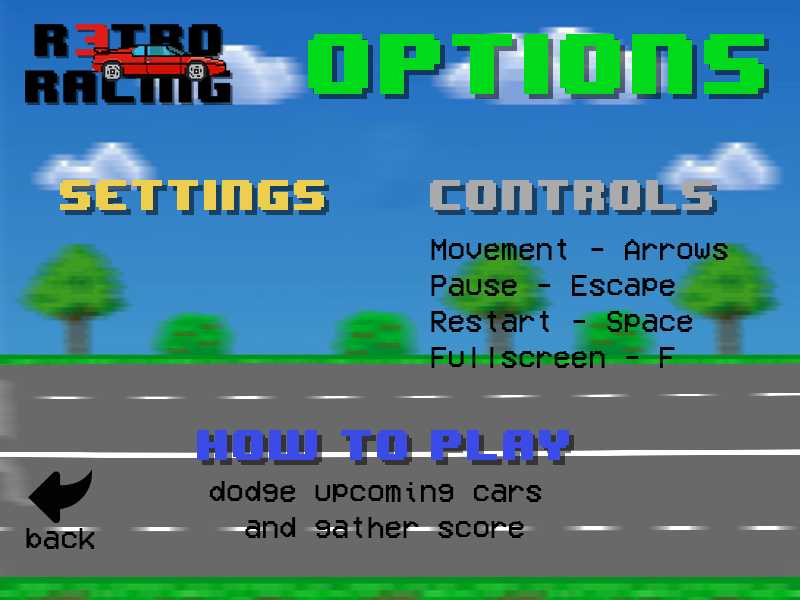 R3TRO
RACING
OPTIONS
SETTINGS
CONTROLS
Movement - Arrows
Pause - Escape
Restart - Space
Fullscreen - F
HOW TO PLAY
dodge upcoming cars
and gather score
back